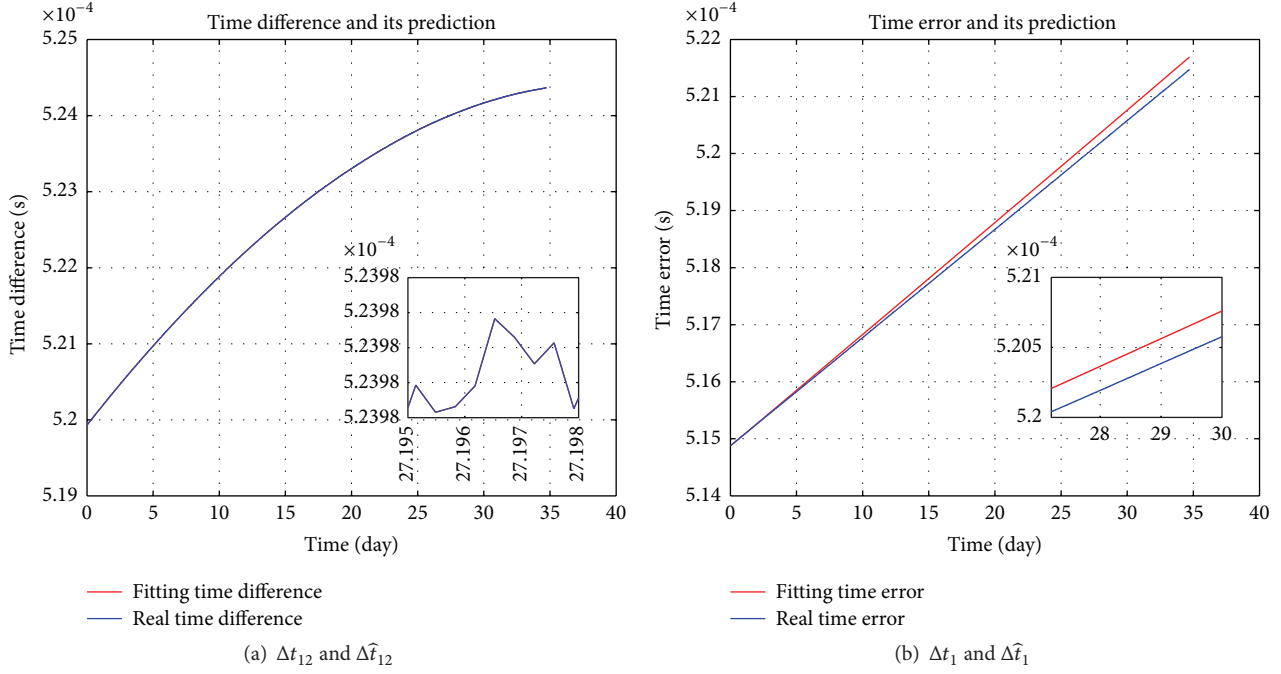 ×10⁻⁴
Time difference and its prediction
5.25
5.24
5.23
5.22
5.21
5.2
5.19
Time difference (s)
0 5 10 15 20 25 30 35 40
Time (day)
×10⁻⁴
5.2398
5.2398
5.2398
5.2398
5.2398
27.195 27.196 27.197 27.198
Fitting time difference
Real time difference
(a) Δt₁₂ and Δt̂₁₂
×10⁻⁴
Time error and its prediction
5.22
5.21
5.2
5.19
5.18
5.17
5.16
5.15
5.14
Time error (s)
0 5 10 15 20 25 30 35 40
Time (day)
×10⁻⁴
5.21
5.205
5.2
28 29 30
Fitting time error
Real time error
(b) Δt₁ and Δt̂₁